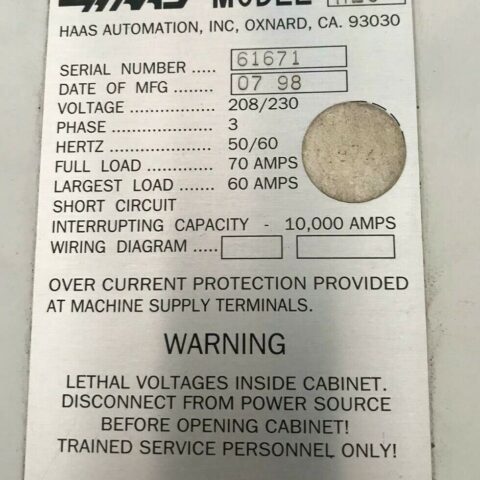 HAAS MODEL
HAAS AUTOMATION, INC, OXNARD, CA. 93030
SERIAL NUMBER ..... 61671
DATE OF MFG ........ 07 98
VOLTAGE ................ 208/230
PHASE .................. 3
HERTZ .................. 50/60
FULL LOAD ............. 70 AMPS
LARGEST LOAD ....... 60 AMPS
SHORT CIRCUIT
INTERRUPTING CAPACITY - 10,000 AMPS
WIRING DIAGRAM .....
OVER CURRENT PROTECTION PROVIDED
AT MACHINE SUPPLY TERMINALS.
WARNING
LETHAL VOLTAGES INSIDE CABINET.
DISCONNECT FROM POWER SOURCE
BEFORE OPENING CABINET!
TRAINED SERVICE PERSONNEL ONLY!